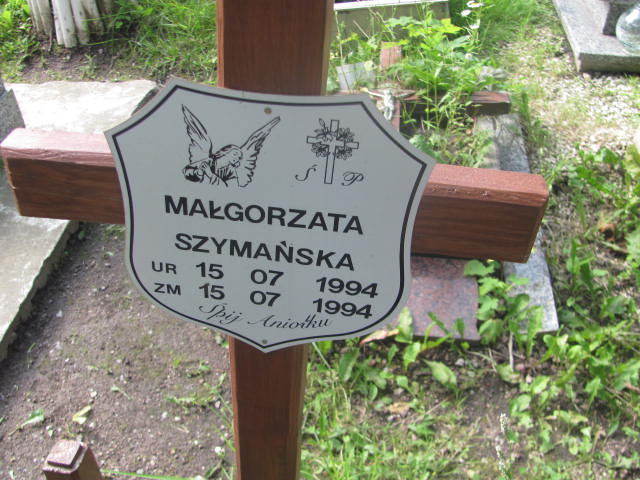 Ś P
MAŁGORZATA
SZYMAŃSKA
UR 15 07 1994
ZM 15 07 1994
Śpij Aniołku